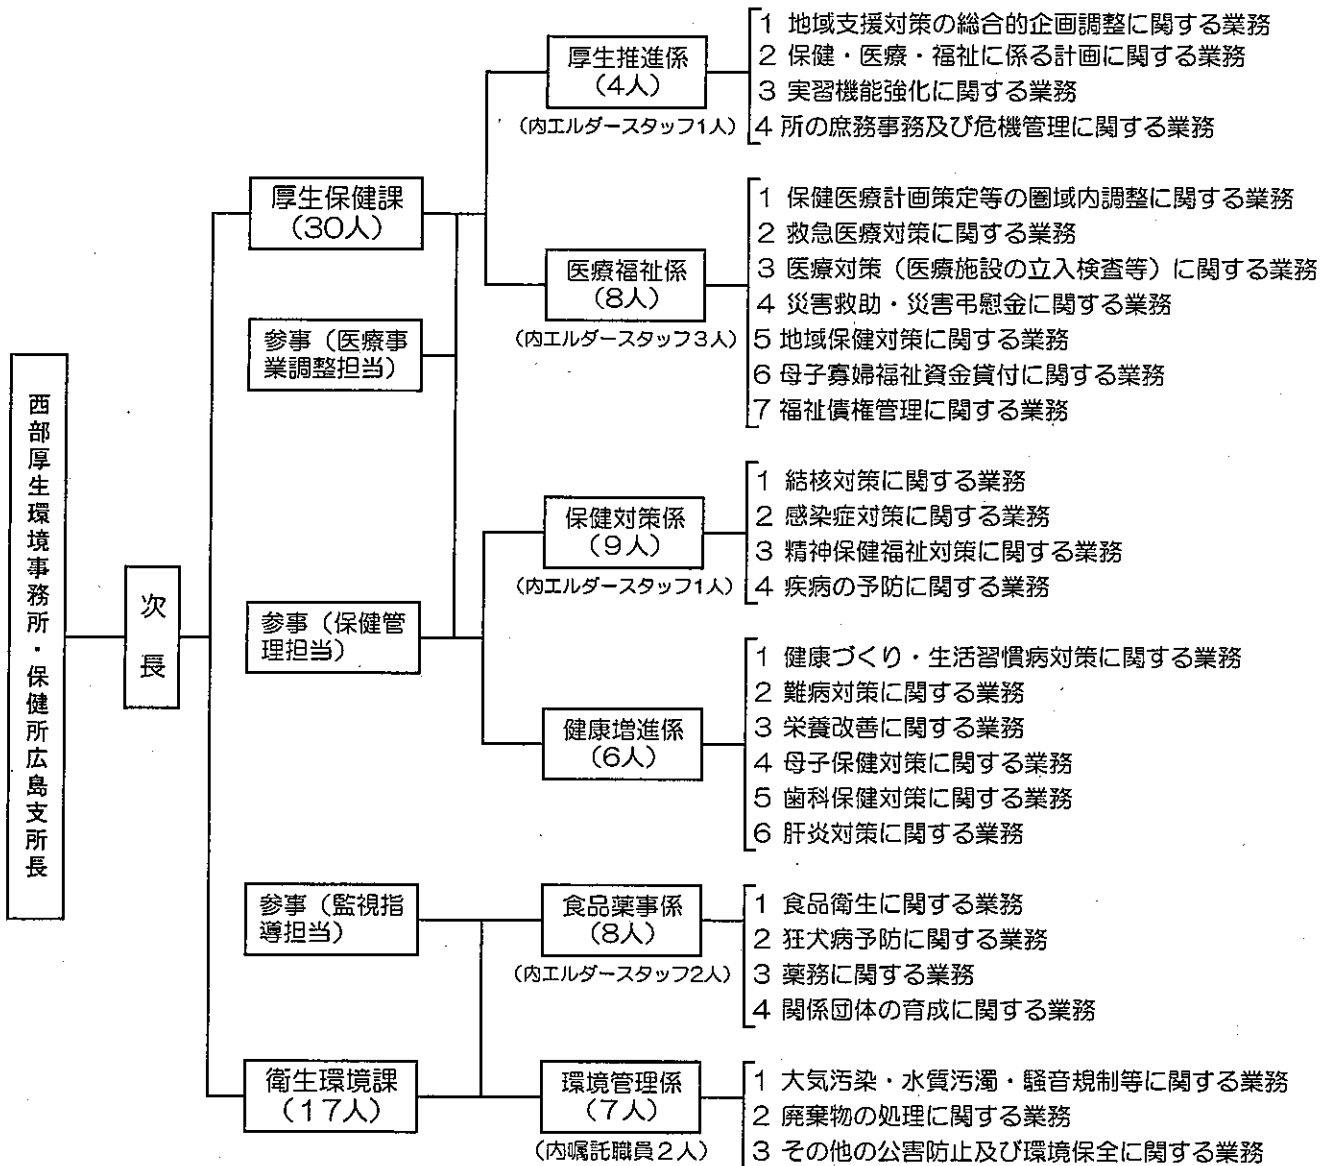 西部厚生環境事務所・保健所広島支所長
次長
厚生保健課
(30人)
参事(医療事
業調整担当)
参事(保健管
理担当)
参事(監視指
導担当)
衛生環境課
(17人)
厚生推進係
(4人)
(内エルダースタッフ1人)
1 地域支援対策の総合的企画調整に関する業務
2 保健・医療・福祉に係る計画に関する業務
3 実習機能強化に関する業務
4 所の庶務事務及び危機管理に関する業務
医療福祉係
(8人)
(内エルダースタッフ3人)
1 保健医療計画策定等の圏域内調整に関する業務
2 救急医療対策に関する業務
3 医療対策(医療施設の立入検査等)に関する業務
4 災害救助・災害弔慰金に関する業務
5 地域保健対策に関する業務
6 母子寡婦福祉資金貸付に関する業務
7 福祉債権管理に関する業務
保健対策係
(9人)
(内エルダースタッフ1人)
1 結核対策に関する業務
2 感染症対策に関する業務
3 精神保健福祉対策に関する業務
4 疾病の予防に関する業務
健康増進係
(6人)
1 健康づくり・生活習慣病対策に関する業務
2 難病対策に関する業務
3 栄養改善に関する業務
4 母子保健対策に関する業務
5 歯科保健対策に関する業務
6 肝炎対策に関する業務
食品薬事係
(8人)
(内エルダースタッフ2人)
1 食品衛生に関する業務
2 狂犬病予防に関する業務
3 薬務に関する業務
4 関係団体の育成に関する業務
環境管理係
(7人)
(内嘱託職員2人)
1 大気汚染・水質汚濁・騒音規制等に関する業務
2 廃棄物の処理に関する業務
3 その他の公害防止及び環境保全に関する業務